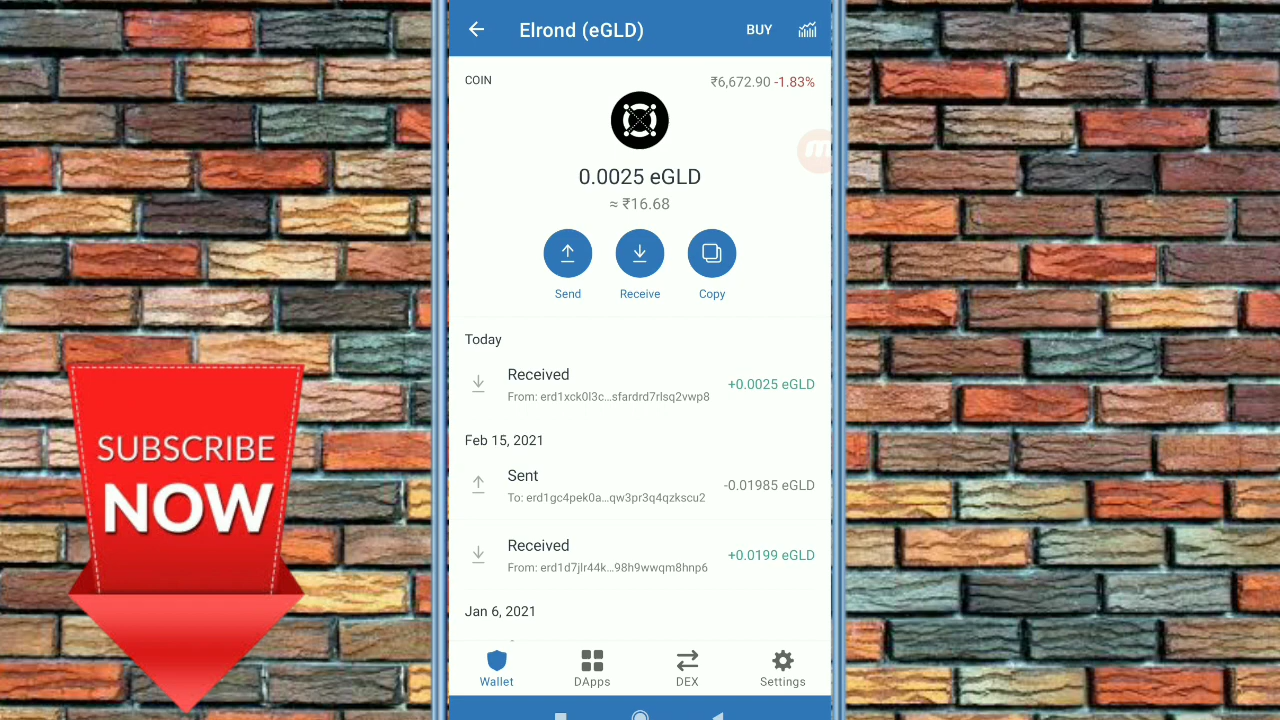 Elrond (eGLD)
BUY
COIN
₹6,672.90 -1.83%
0.0025 eGLD
≈ ₹16.68
Send
Receive
Copy
Today
Received
+0.0025 eGLD
From: erd1xck0l3c...sfardrd7rlsq2vwp8
Feb 15, 2021
Sent
-0.01985 eGLD
To: erd1gc4pek0a...qw3pr3q4qzkscu2
Received
+0.0199 eGLD
From: erd1d7jlr44k...98h9wwqm8hnp6
Jan 6, 2021
Wallet
DApps
DEX
Settings
SUBSCRIBE
NOW